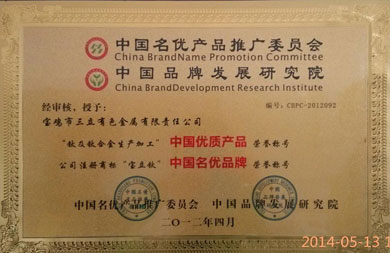 中国名优产品推广委员会
China BrandName Promotion Committee
中国品牌发展研究院
China BrandDevelopment Research Institute
经审核，授予： 编号：CBPC-2012092
宝鸡市三立有色金属有限责任公司
“钛及钛合金生产加工” 中国优质产品 荣誉称号
公司注册商标“宝立钛” 中国名优品牌 荣誉称号
中国名优产品推广委员会 中国品牌发展研究院
二〇一二年四月
2014-05-13 1